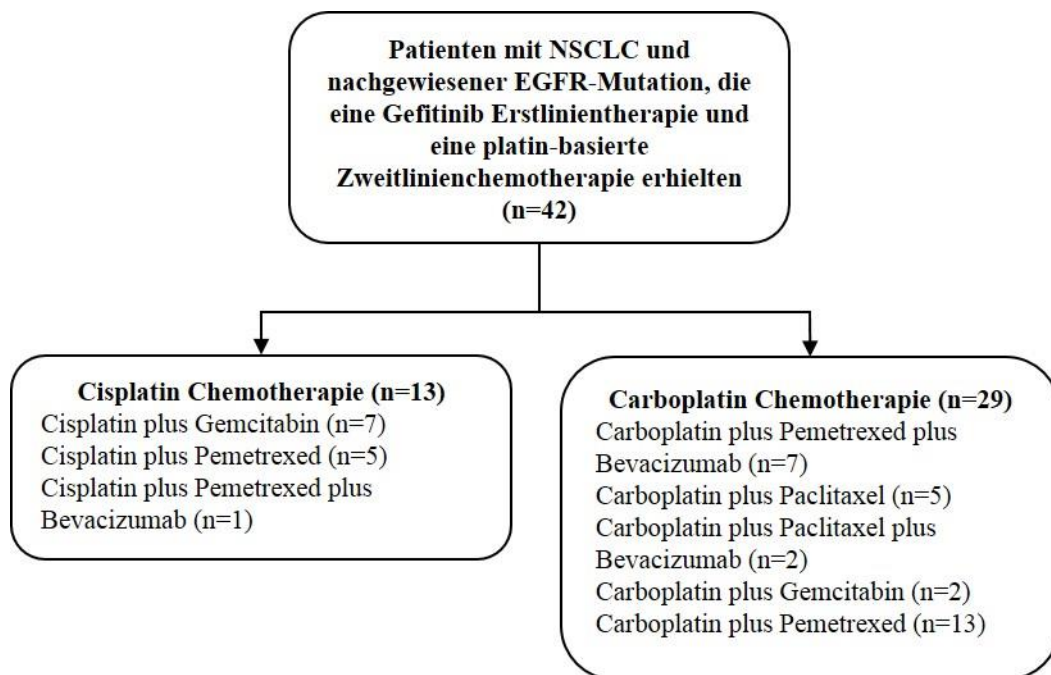 Patienten mit NSCLC und
nachgewiesener EGFR-Mutation, die
eine Gefitinib Erstlinientherapie und
eine platin-basierte
Zweitlinienchemotherapie erhielten
(n=42)
Cisplatin Chemotherapie (n=13)
Cisplatin plus Gemcitabin (n=7)
Cisplatin plus Pemetrexed (n=5)
Cisplatin plus Pemetrexed plus
Bevacizumab (n=1)
Carboplatin Chemotherapie (n=29)
Carboplatin plus Pemetrexed plus
Bevacizumab (n=7)
Carboplatin plus Paclitaxel (n=5)
Carboplatin plus Paclitaxel plus
Bevacizumab (n=2)
Carboplatin plus Gemcitabin (n=2)
Carboplatin plus Pemetrexed (n=13)